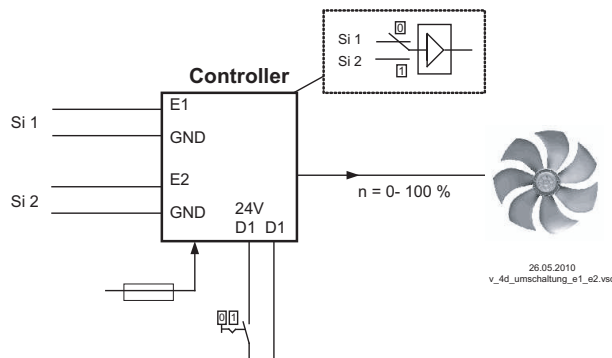 0
Si 1
Si 2
1
Controller
E1
Si 1
GND
E2
Si 2
GND
24V
D1 D1
n = 0- 100 %
26.05.2010
v_4d_umschaltung_e1_e2.vsd
0 1